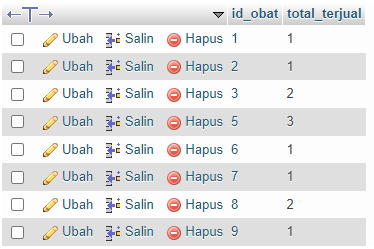 id_obat total_terjual
Ubah Salin Hapus 1 1
Ubah Salin Hapus 2 1
Ubah Salin Hapus 3 2
Ubah Salin Hapus 5 3
Ubah Salin Hapus 6 1
Ubah Salin Hapus 7 1
Ubah Salin Hapus 8 2
Ubah Salin Hapus 9 1